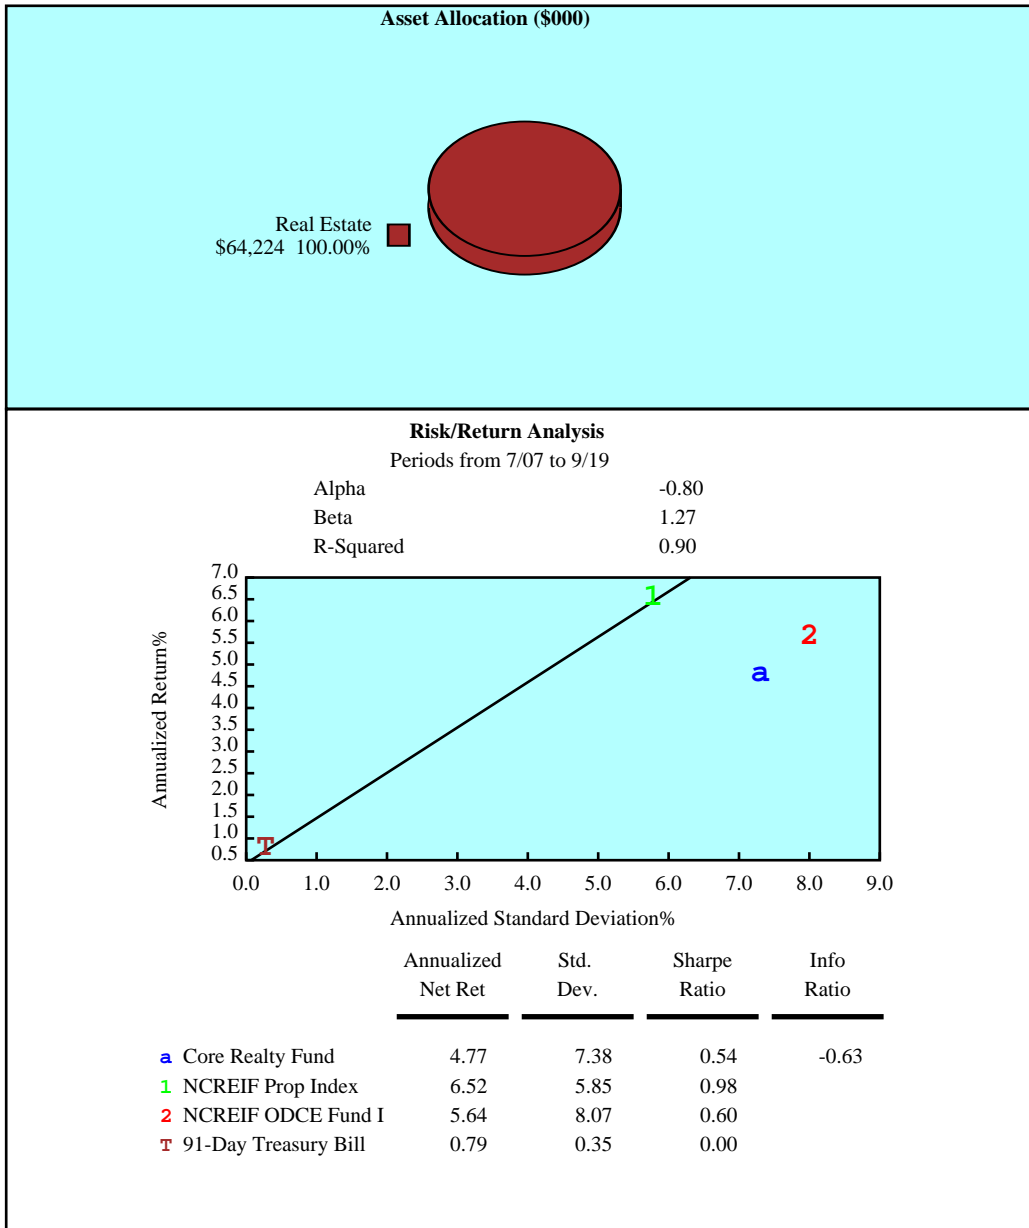 Asset Allocation ($000)
Real Estate
$64,224 100.00%
Risk/Return Analysis
Periods from 7/07 to 9/19
Alpha -0.80
Beta 1.27
R-Squared 0.90
Annualized Return%
7.0
6.5
6.0
5.5
5.0
4.5
4.0
3.5
3.0
2.5
2.0
1.5
1.0
0.5
1
2
a
T
0.0 1.0 2.0 3.0 4.0 5.0 6.0 7.0 8.0 9.0
Annualized Standard Deviation%
Annualized Std. Sharpe Info
Net Ret Dev. Ratio Ratio
a Core Realty Fund 4.77 7.38 0.54 -0.63
1 NCREIF Prop Index 6.52 5.85 0.98
2 NCREIF ODCE Fund I 5.64 8.07 0.60
T 91-Day Treasury Bill 0.79 0.35 0.00